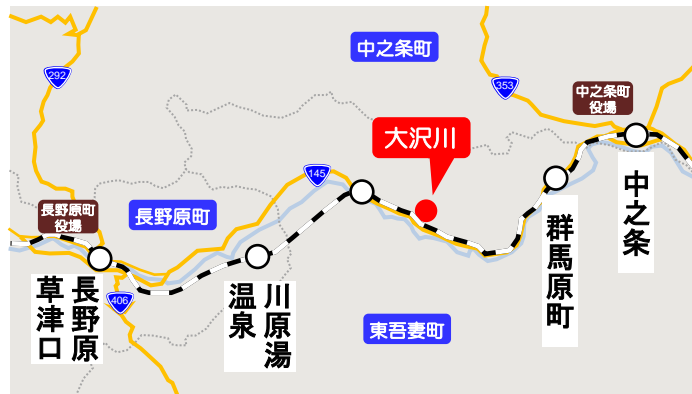 中之条町
292
353
中之条町
役場
大沢川
145
長野原町
役場
長野原町
中之条
群馬原町
川原湯
温泉
長野原
草津口
406
東吾妻町